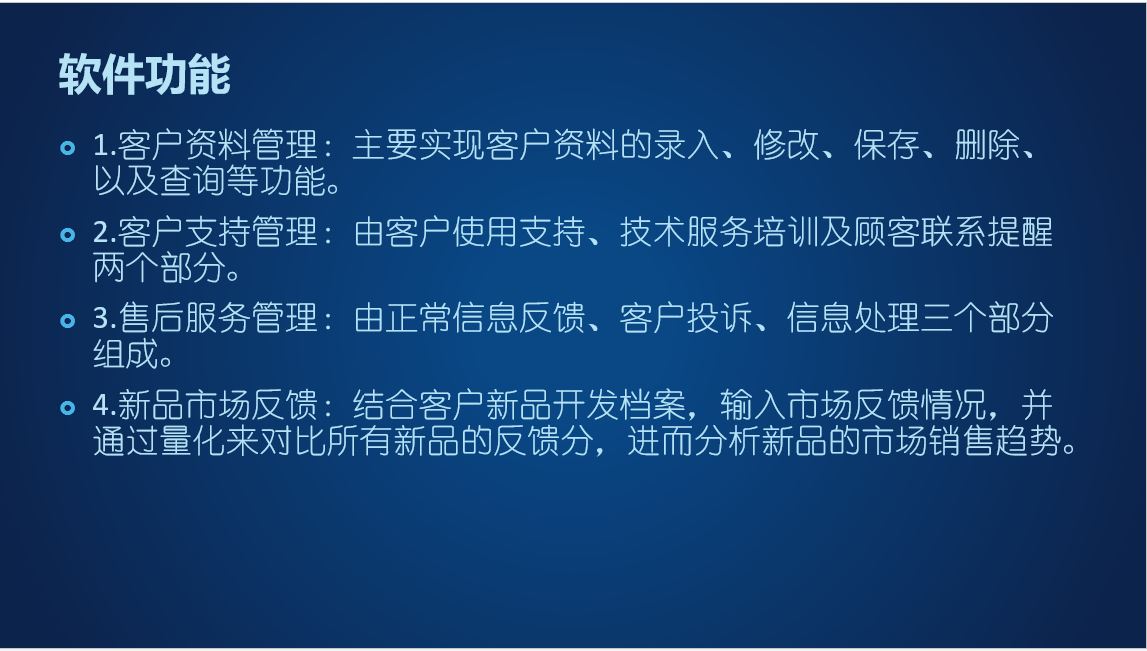 软件功能
1.客户资料管理：主要实现客户资料的录入、修改、保存、删除、
以及查询等功能。
2.客户支持管理：由客户使用支持、技术服务培训及顾客联系提醒
两个部分。
3.售后服务管理：由正常信息反馈、客户投诉、信息处理三个部分
组成。
4.新品市场反馈：结合客户新品开发档案，输入市场反馈情况，并
通过量化来对比所有新品的反馈分，进而分析新品的市场销售趋势。